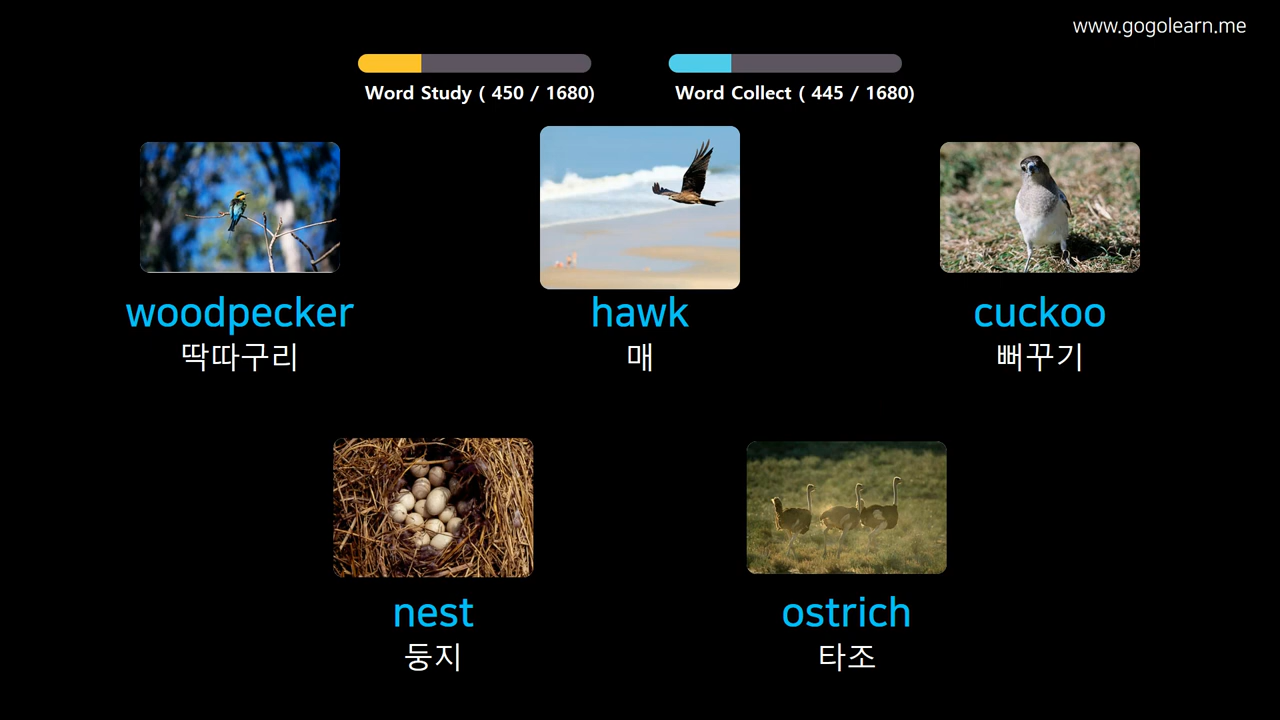 www.gogolearn.me
Word Study ( 450 / 1680)
Word Collect ( 445 / 1680)
woodpecker
딱따구리
hawk
매
cuckoo
뻐꾸기
nest
둥지
ostrich
타조